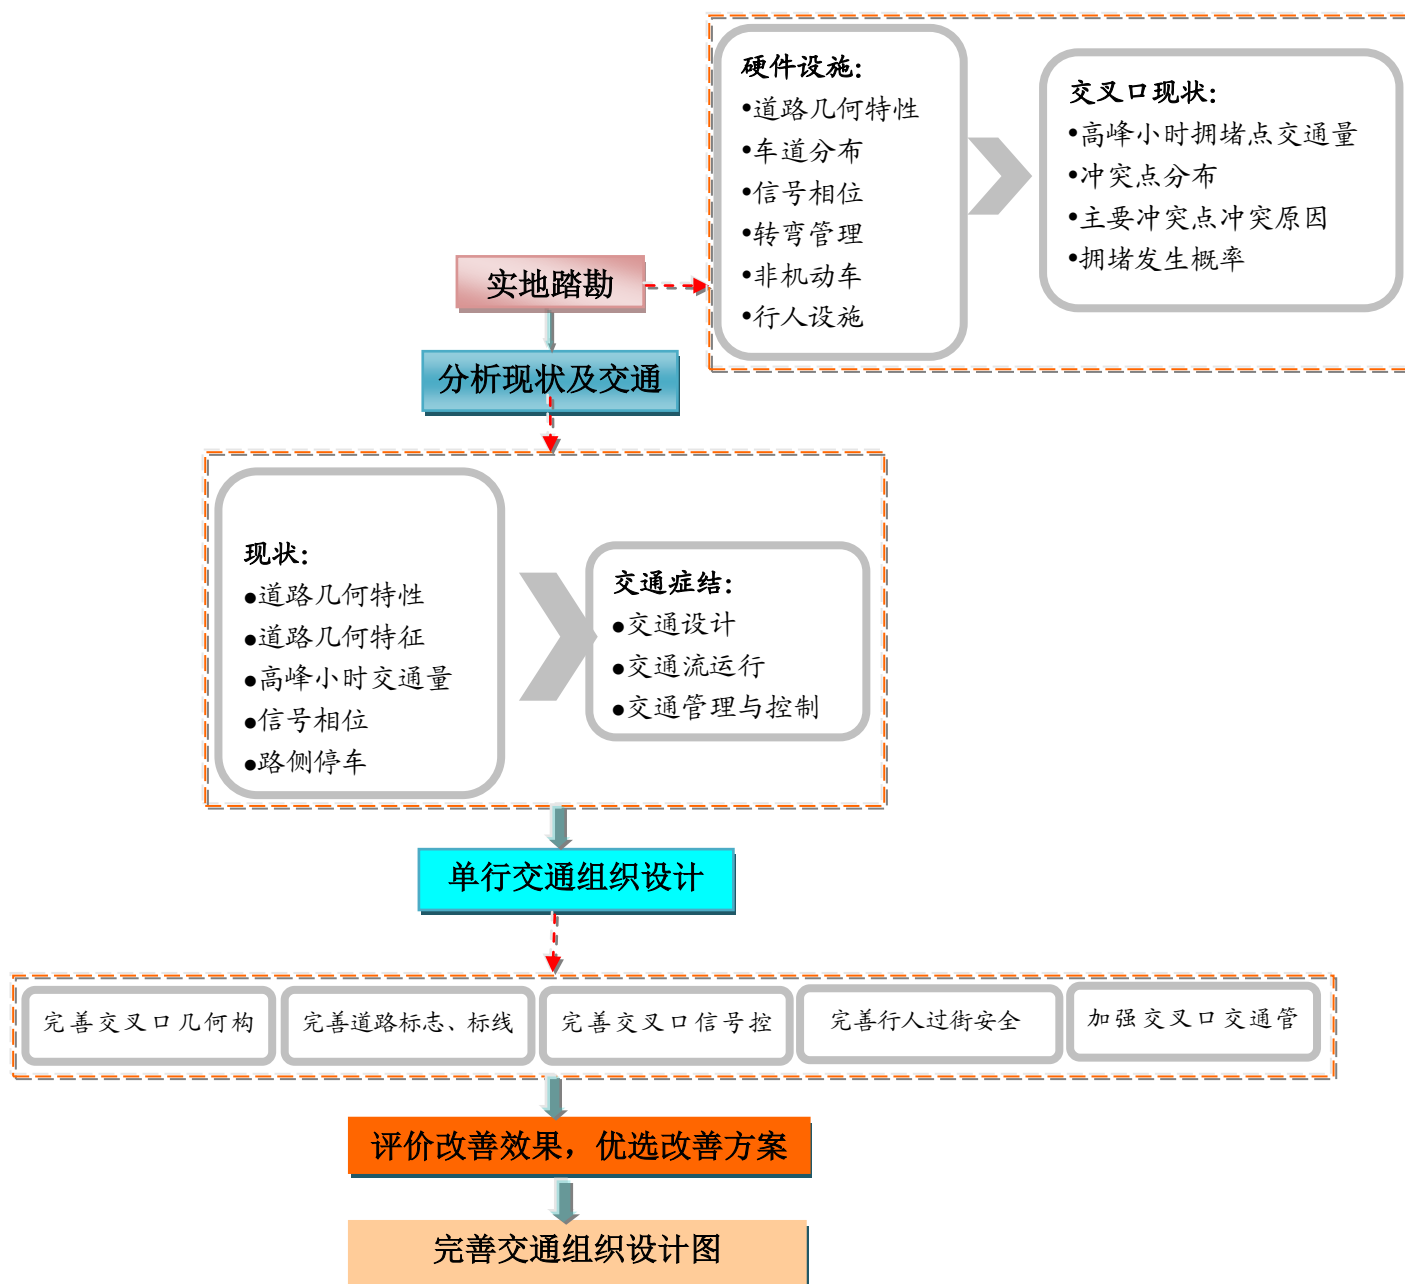 硬件设施：
•道路几何特性
•车道分布
•信号相位
•转弯管理
•非机动车
•行人设施
交叉口现状：
•高峰小时拥堵点交通量
•冲突点分布
•主要冲突点冲突原因
•拥堵发生概率
实地踏勘
分析现状及交通
现状：
●道路几何特性
●道路几何特征
●高峰小时交通量
●信号相位
●路侧停车
交通症结：
●交通设计
●交通流运行
●交通管理与控制
单行交通组织设计
完善交叉口几何构
完善道路标志、标线
完善交叉口信号控
完善行人过街安全
加强交叉口交通管
评价改善效果，优选改善方案
完善交通组织设计图